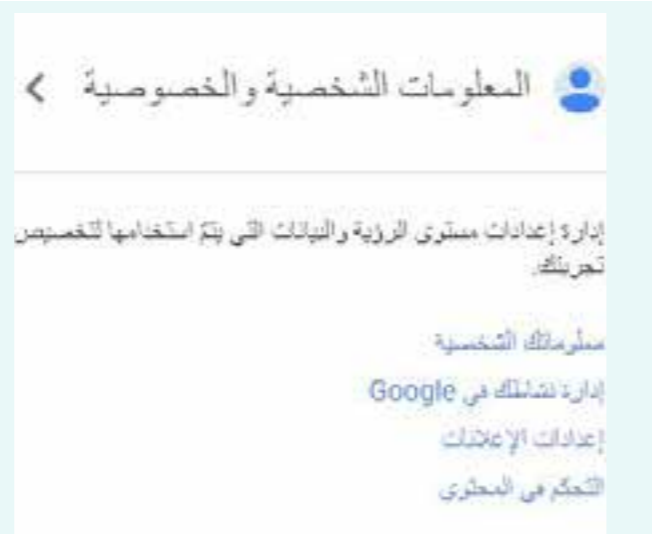 المعلومات الشخصية والخصوصية
إدارة إعدادات مستوى الرؤية والبيانات التي يتمّ استخدامها لتخصيص
تجربتك.
معلوماتك الشخصية
إدارة نشاطك في Google
إعدادات الإعلانات
التحكم في المحتوى